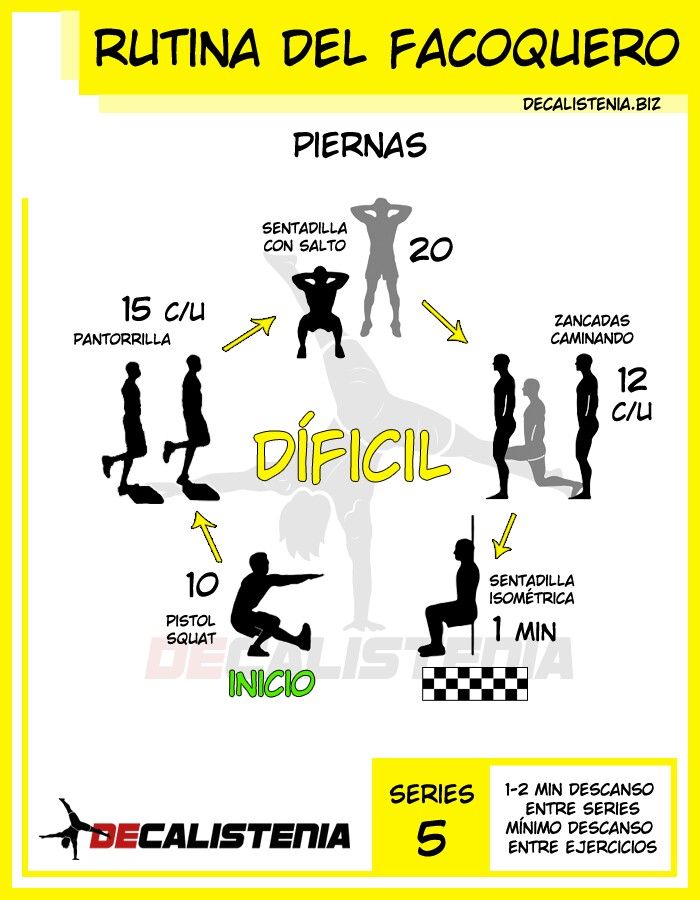 RUTINA DEL FACOQUERO
DECALISTENIA.BIZ
PIERNAS
SENTADILLA
CON SALTO
20
15 C/U
PANTORRILLA
ZANCADAS
CAMINANDO
12
C/U
DÍFICIL
10
PISTOL
SQUAT
INICIO
SENTADILLA
ISOMÉTRICA
1 MIN
DECALISTENIA
DECALISTENIA
SERIES
5
1-2 MIN DESCANSO
ENTRE SERIES
MÍNIMO DESCANSO
ENTRE EJERCICIOS